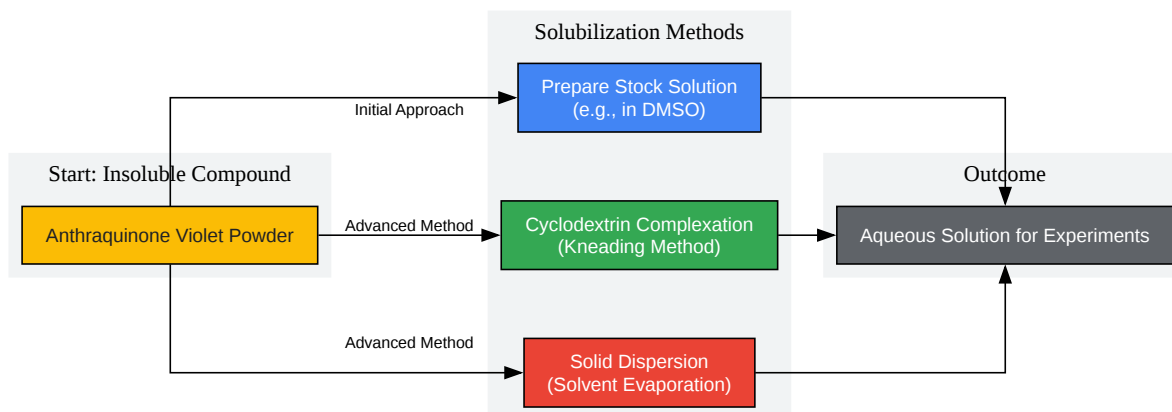 Solubilization Methods
Prepare Stock Solution
(e.g., in DMSO)
Initial Approach
Start: Insoluble Compound
Outcome
Anthraquinone Violet Powder
Advanced Method
Cyclodextrin Complexation
(Kneading Method)
Aqueous Solution for Experiments
Advanced Method
Solid Dispersion
(Solvent Evaporation)